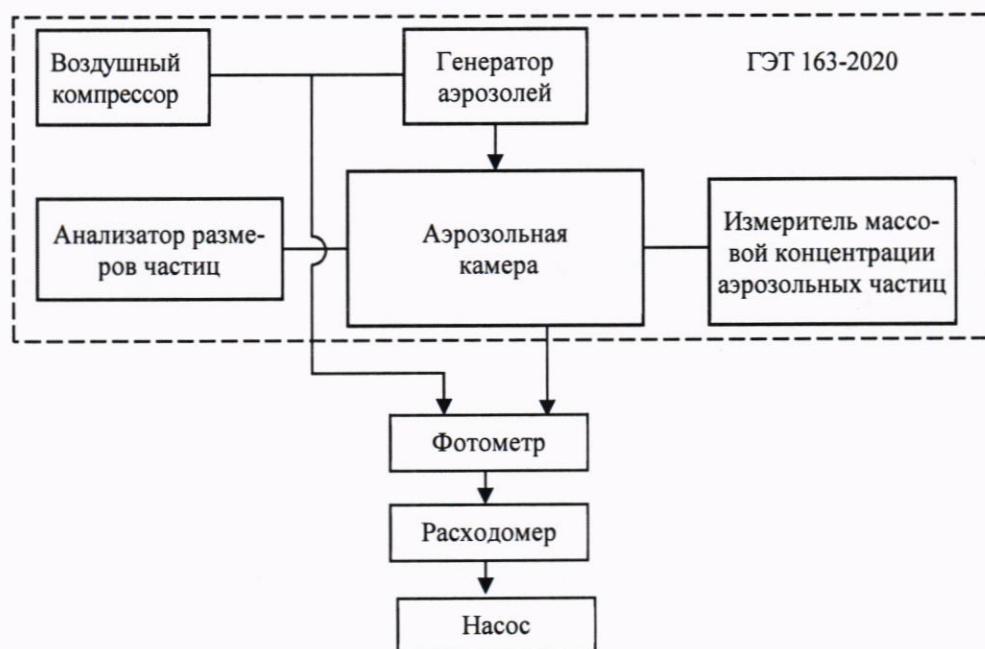 Воздушный
компрессор
Генератор
аэрозолей
ГЭТ 163-2020
Анализатор разме-
ров частиц
Аэрозольная
камера
Измеритель массо-
вой концентрации
аэрозольных частиц
Фотометр
Расходомер
Насос